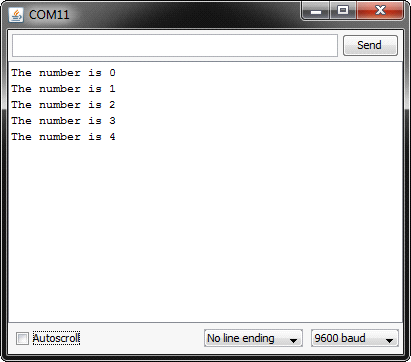 COM11
Send
The number is 0
The number is 1
The number is 2
The number is 3
The number is 4
Autoscroll
No line ending
9600 baud